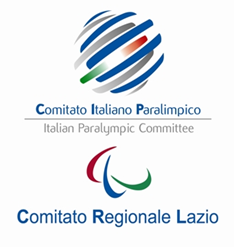 Comitato Italiano Paralimpico
Italian Paralympic Committee
Comitato Regionale Lazio